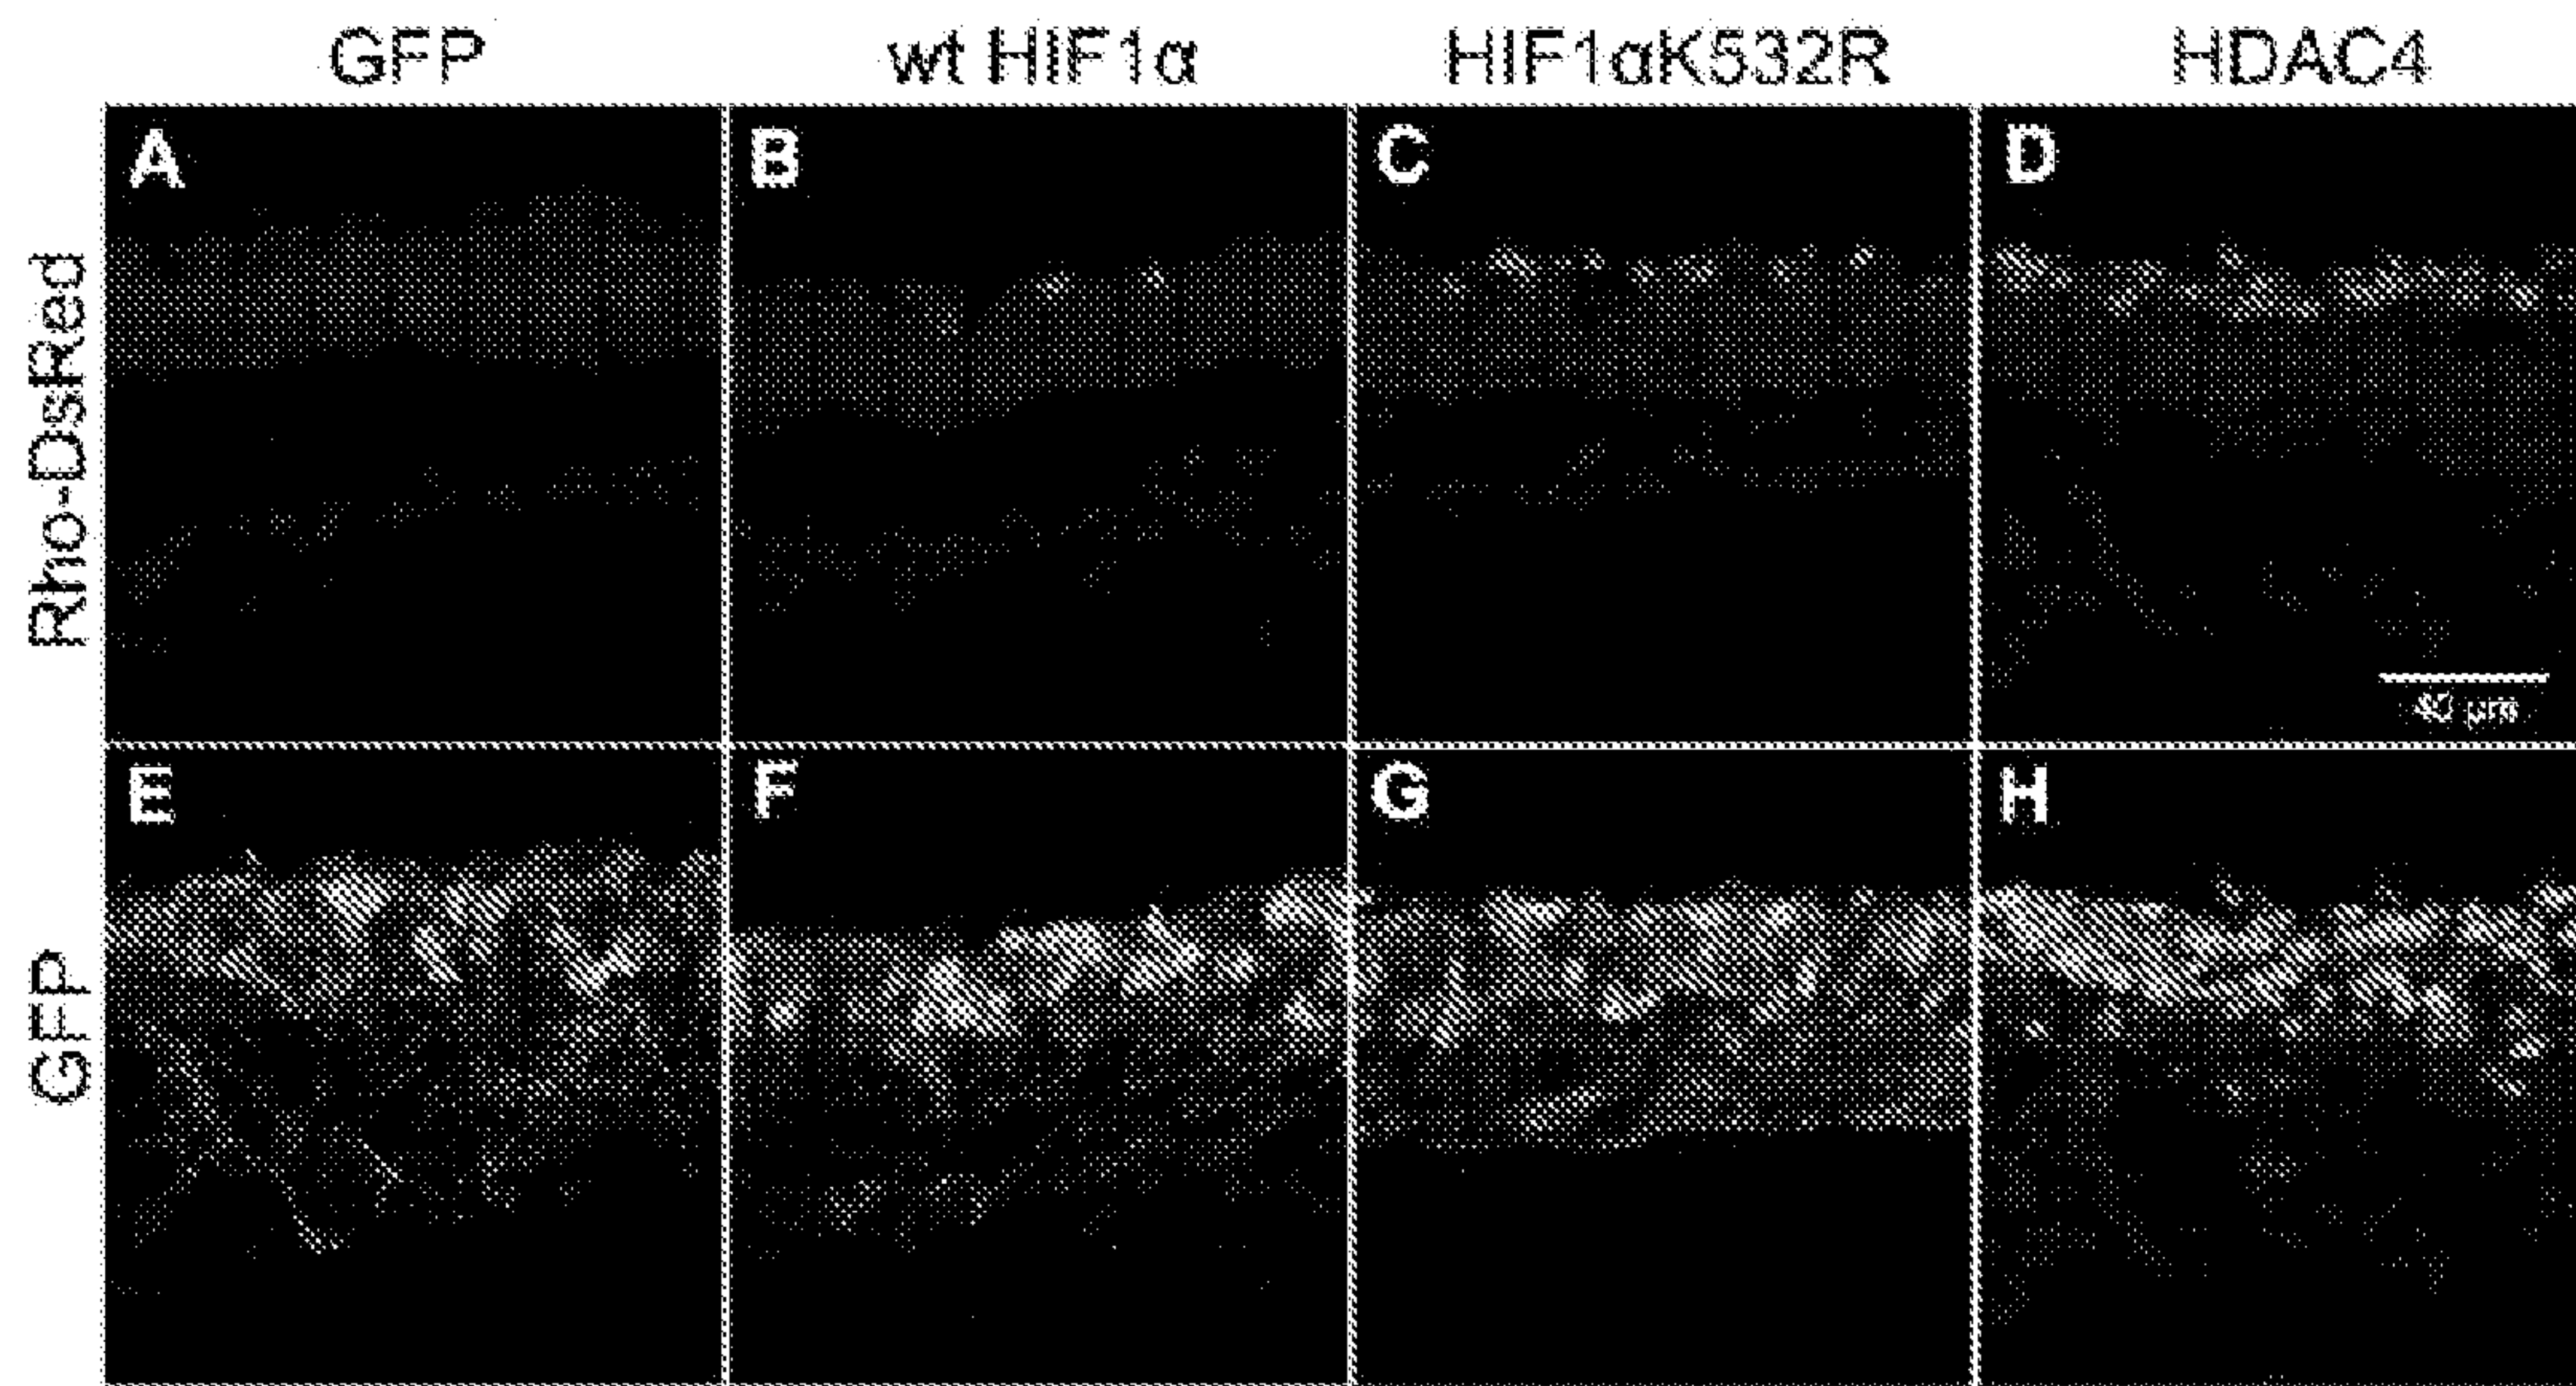 GFP wt HIF1α HIF1αK532R HDAC4
Rho-DsRed
A B C D
40 µm
GFP
E F G H